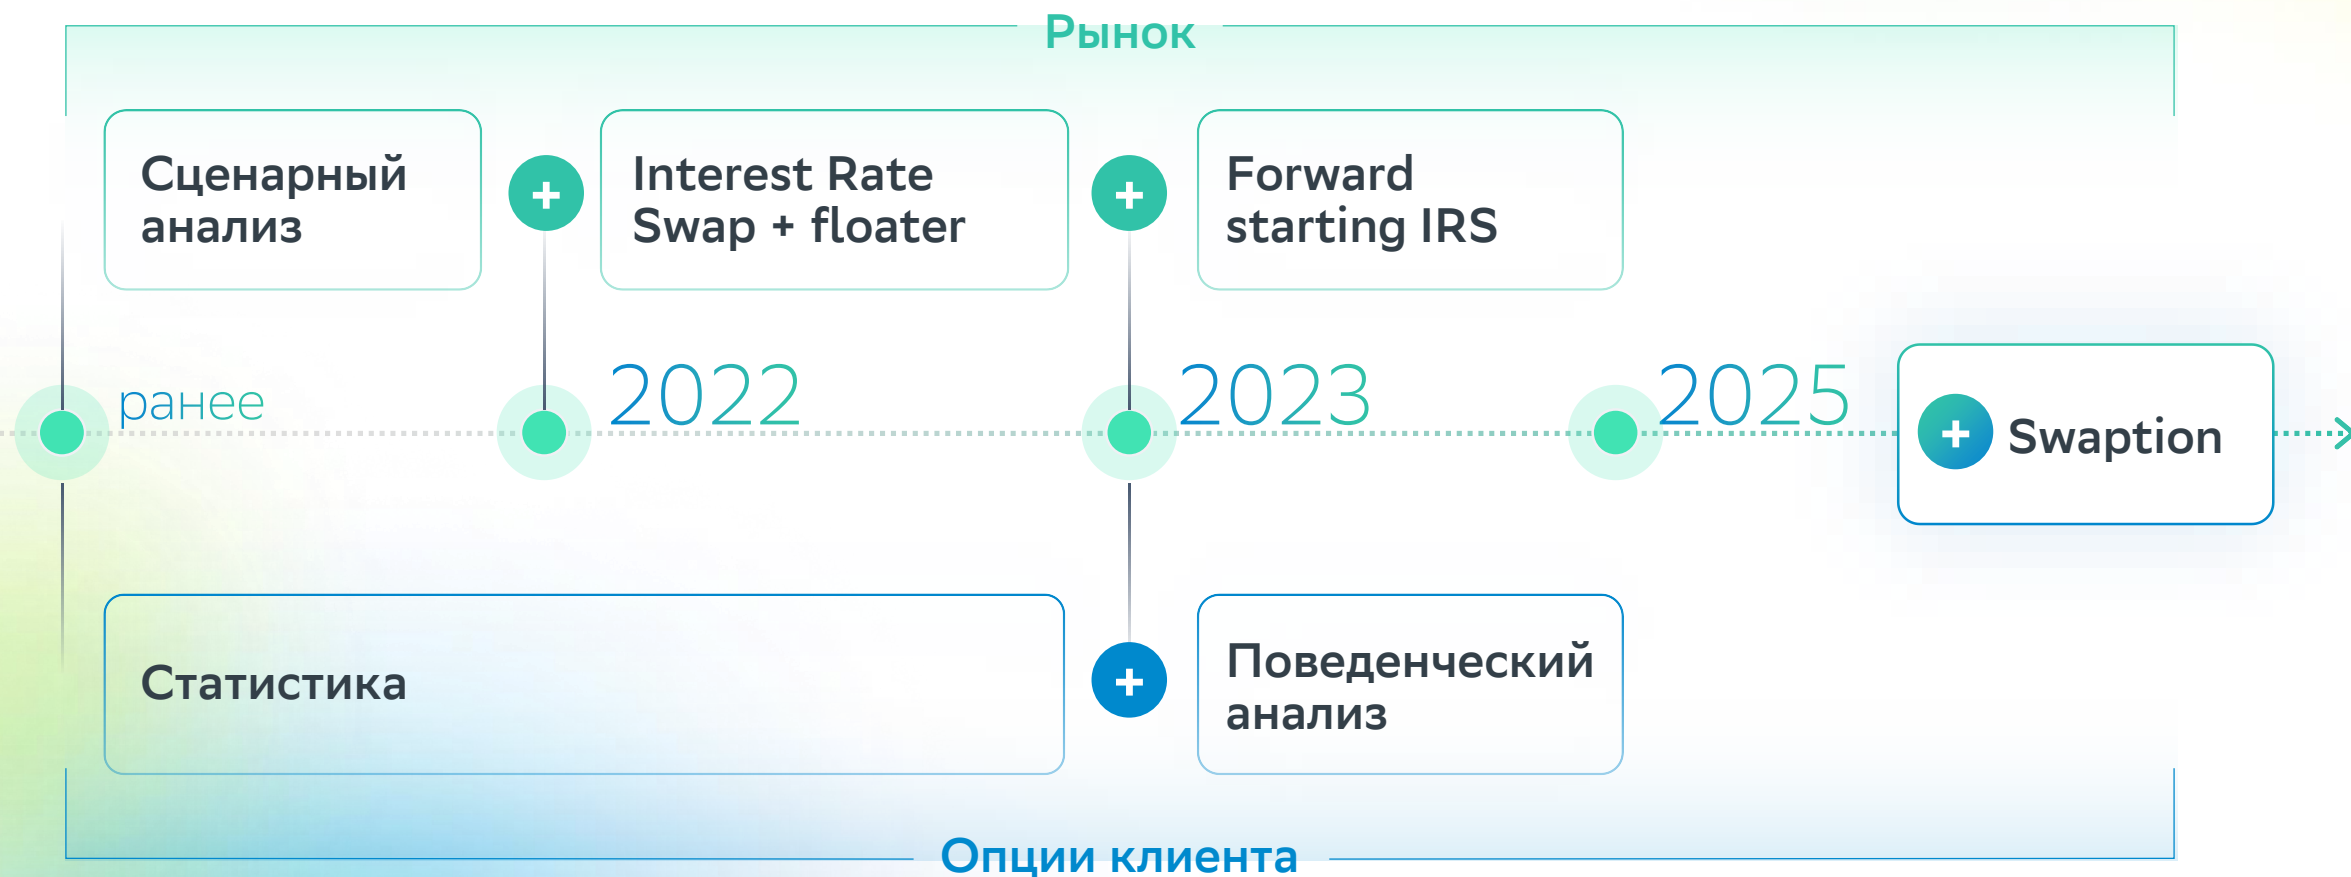 Рынок
Сценарный
анализ
+
Interest Rate
Swap + floater
+
Forward
starting IRS
ранее
2022
2023
2025
+
Swaption
Статистика
+
Поведенческий
анализ
Опции клиента